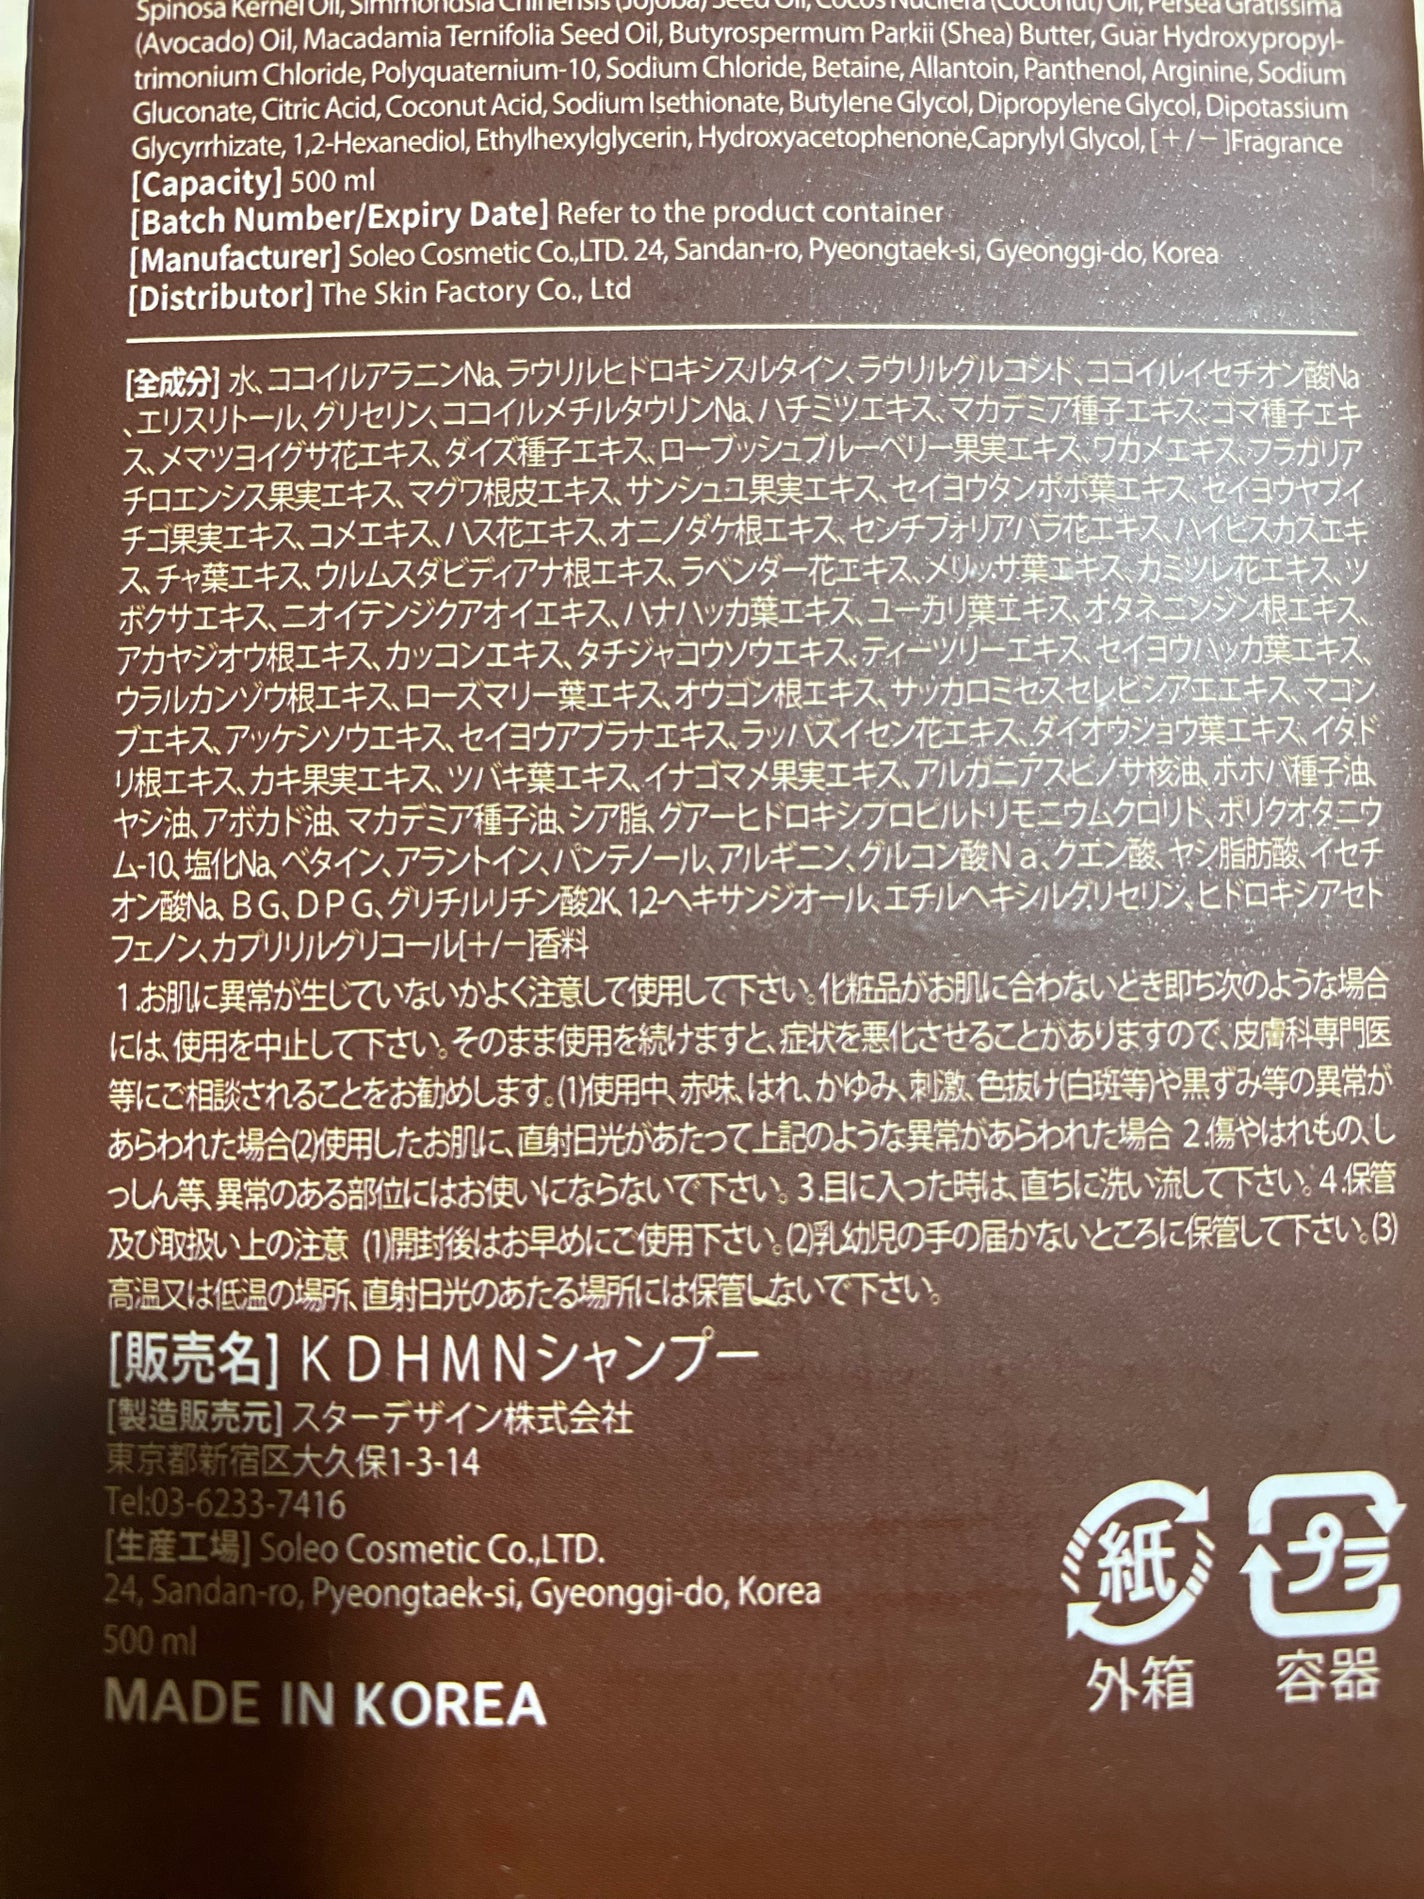 Spinosa Kernel Oil, Simmondsia Chinensis (Jojoba) Seed Oil, Cocos Nucifera (Coconut) Oil, Persea Gratissima
(Avocado) Oil, Macadamia Ternifolia Seed Oil, Butyrospermum Parkii (Shea) Butter, Guar Hydroxypropyl-
trimonium Chloride, Polyquaternium-10, Sodium Chloride, Betaine, Allantoin, Panthenol, Arginine, Sodium
Gluconate, Citric Acid, Coconut Acid, Sodium Isethionate, Butylene Glycol, Dipropylene Glycol, Dipotassium
Glycyrrhizate, 1,2-Hexanediol, Ethylhexylglycerin, Hydroxyacetophenone,Caprylyl Glycol, [＋/－]Fragrance
[Capacity] 500 ml
[Batch Number/Expiry Date] Refer to the product container
[Manufacturer] Soleo Cosmetic Co.,LTD. 24, Sandan-ro, Pyeongtaek-si, Gyeonggi-do, Korea
[Distributor] The Skin Factory Co., Ltd
[全成分] 水、ココイルアラニンNa、ラウリルヒドロキシスルタイン、ラウリルグルコシド、ココイルイセチオン酸Na
、エリスリトール、グリセリン、ココイルメチルタウリンNa、ハチミツエキス、マカデミア種子エキス、ゴマ種子エキ
ス、メマツヨイグサ花エキス、ダイズ種子エキス、ローブッシュブルーベリー果実エキス、ワカメエキス、フラガリア
チロエンシス果実エキス、マグワ根皮エキス、サンシュユ果実エキス、セイヨウタンポポ葉エキス、セイヨウヤブイ
チゴ果実エキス、コメエキス、ハス花エキス、オニノダケ根エキス、センチフォリアバラ花エキス、ハイビスカスエキ
ス、チャ葉エキス、ウルムスダビディアナ根エキス、ラベンダー花エキス、メリッサ葉エキス、カミツレ花エキス、ツ
ボクサエキス、ニオイテンジクアオイエキス、ハナハッカ葉エキス、ユーカリ葉エキス、オタネニンジン根エキス、
アカヤジオウ根エキス、カッコンエキス、タチジャコウソウエキス、ティーツリーエキス、セイヨウハッカ葉エキス、
ウラルカンゾウ根エキス、ローズマリー葉エキス、オウゴン根エキス、サッカロミセスセレビシアエエキス、マコン
ブエキス、アッケシソウエキス、セイヨウアブラナエキス、ラッパズイセン花エキス、ダイオウショウ葉エキス、イタド
リ根エキス、カキ果実エキス、ツバキ葉エキス、イナゴマメ果実エキス、アルガニアスピノサ核油、ホホバ種子油、
ヤシ油、アボカド油、マカデミア種子油、シア脂、グアーヒドロキシプロピルトリモニウムクロリド、ポリクオタニウ
ム-10、塩化Na、ベタイン、アラントイン、パンテノール、アルギニン、グルコン酸Ｎａ、クエン酸、ヤシ脂肪酸、イセチ
オン酸Na、ＢＧ、ＤＰＧ、グリチルリチン酸2K、1,2-ヘキサンジオール、エチルヘキシルグリセリン、ヒドロキシアセト
フェノン、カプリリルグリコール[＋/－]香料
1.お肌に異常が生じていないかよく注意して使用して下さい。化粧品がお肌に合わないとき即ち次のような場合
には、使用を中止して下さい。そのまま使用を続けますと、症状を悪化させることがありますので、皮膚科専門医
等にご相談されることをお勧めします。(1)使用中、赤味、はれ、かゆみ、刺激、色抜け(白斑等)や黒ずみ等の異常が
あらわれた場合(2)使用したお肌に、直射日光があたって上記のような異常があらわれた場合 2.傷やはれもの、し
っしん等、異常のある部位にはお使いにならないで下さい。3.目に入った時は、直ちに洗い流して下さい。4.保管
及び取扱い上の注意 (1)開封後はお早めにご使用下さい。(2)乳幼児の手の届かないところに保管して下さい。(3)
高温又は低温の場所、直射日光のあたる場所には保管しないで下さい。
[販売名] ＫＤＨＭＮシャンプー
[製造販売元] スターデザイン株式会社
東京都新宿区大久保1-3-14
Tel:03-6233-7416
[生産工場] Soleo Cosmetic Co.,LTD.
24, Sandan-ro, Pyeongtaek-si, Gyeonggi-do, Korea
500 ml
MADE IN KOREA
紙
外箱
プラ
容器